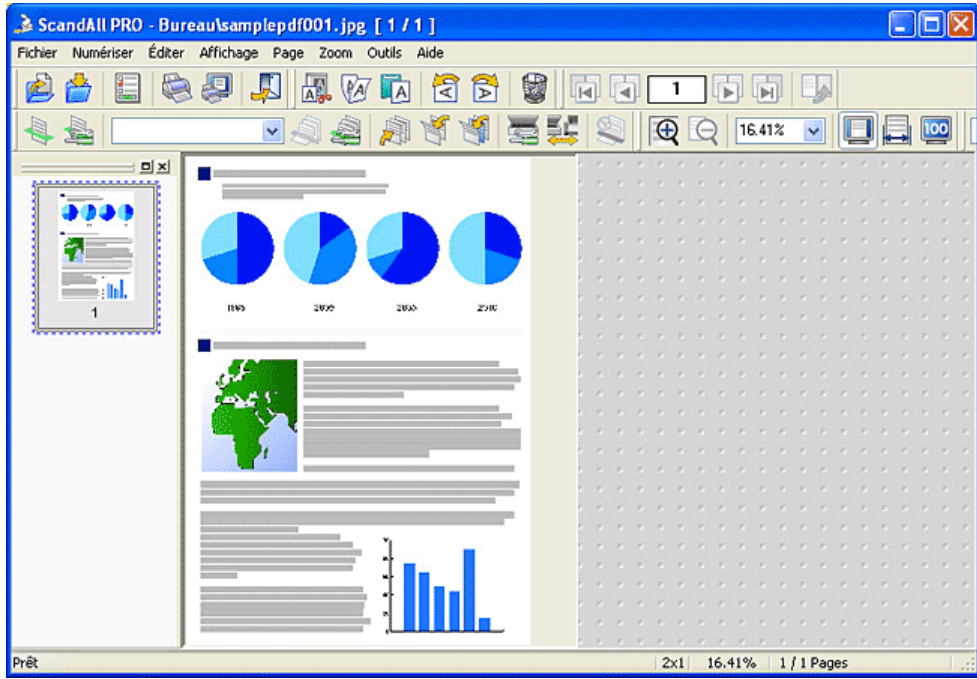 ScandAll PRO - Bureau\samplepdf001.jpg [ 1 / 1 ]
Fichier Numériser Éditer Affichage Page Zoom Outils Aide
1
16.41% 100
1
Prêt 2x1 16.41% 1 / 1 Pages